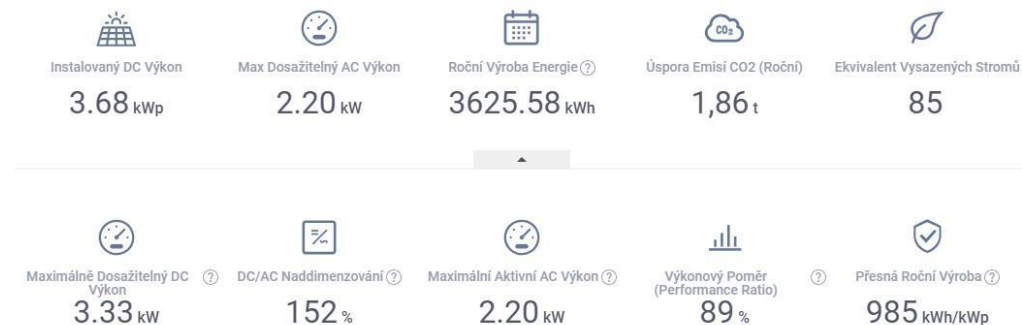 CO₂
Instalovaný DC Výkon
Max Dosažitelný AC Výkon
Roční Výroba Energie ?
Úspora Emisí CO2 (Roční)
Ekvivalent Vysazených Stromů
3.68 kWp
2.20 kW
3625.58 kWh
1,86 t
85
Maximálně Dosažitelný DC
Výkon ?
DC/AC Naddimenzování ?
Maximální Aktivní AC Výkon ?
Výkonový Poměr
(Performance Ratio) ?
Přesná Roční Výroba ?
3.33 kW
152 %
2.20 kW
89 %
985 kWh/kWp